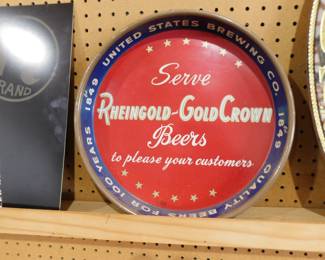 RAND
1849 UNITED STATES BREWING CO. 1849
Serve
RHEINGOLD-GOLD CROWN
Beers
to please your customers
QUALITY BEERS FOR 100 YEARS